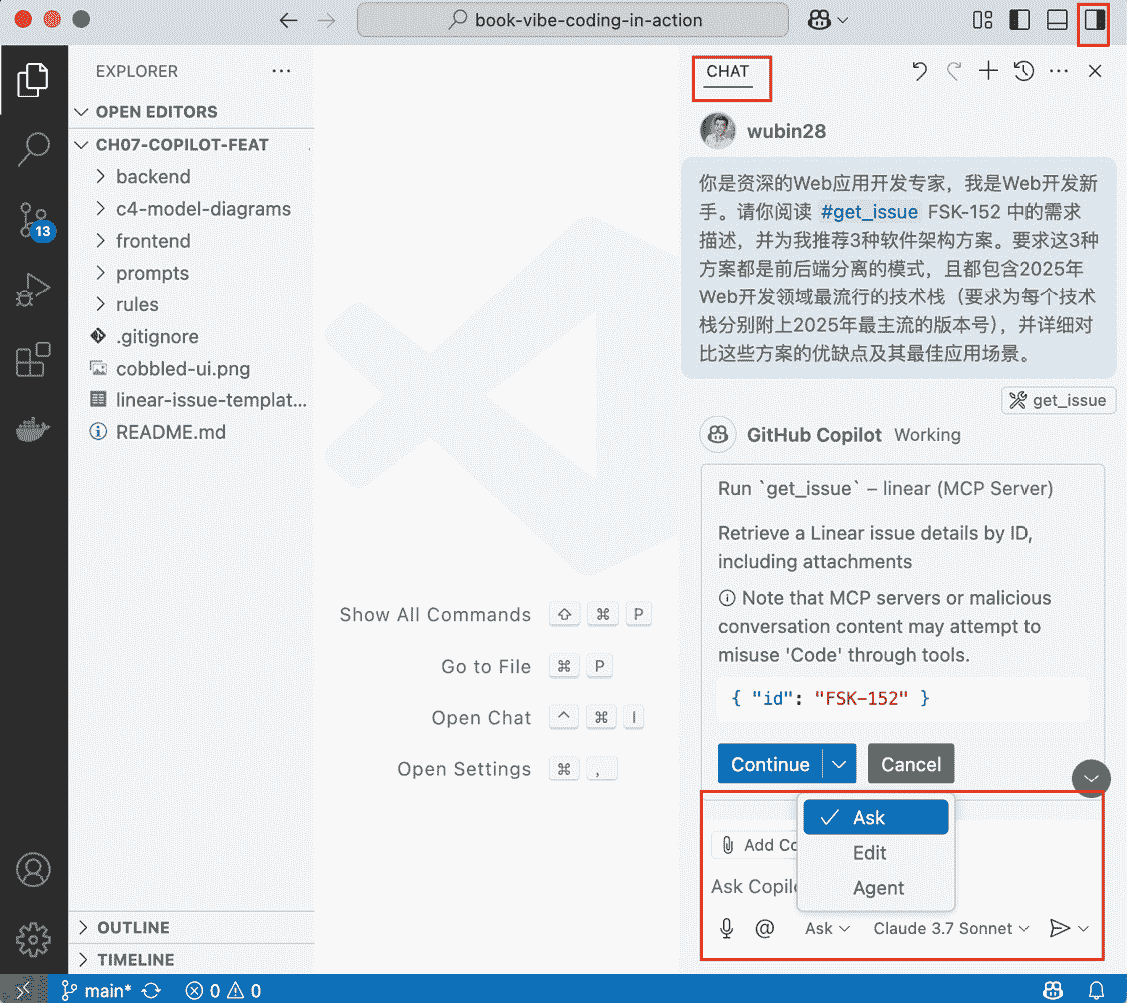 book-vibe-coding-in-action
EXPLORER
OPEN EDITORS
CH07-COPILOT-FEAT
backend
c4-model-diagrams
frontend
prompts
rules
.gitignore
cobbled-ui.png
linear-issue-templat...
README.md
OUTLINE
TIMELINE
13
Show All Commands ⇧ ⌘ P
Go to File ⌘ P
Open Chat ^ ⌘ I
Open Settings ⌘ ,
CHAT
wubin28
你是资深的Web应用开发专家，我是Web开发新
手。请你阅读 #get_issue FSK-152 中的需求
描述，并为我推荐3种软件架构方案。要求这3种
方案都是前后端分离的模式，且都包含2025年
Web开发领域最流行的技术栈（要求为每个技术
栈分别附上2025年最主流的版本号），并详细对
比这些方案的优缺点及其最佳应用场景。
get_issue
GitHub Copilot Working
Run `get_issue` – linear (MCP Server)
Retrieve a Linear issue details by ID,
including attachments
Note that MCP servers or malicious
conversation content may attempt to
misuse 'Code' through tools.
{ "id": "FSK-152" }
Continue Cancel
Ask
Edit
Agent
Add Co
Ask Copil
@ Ask Claude 3.7 Sonnet
main* 0 0